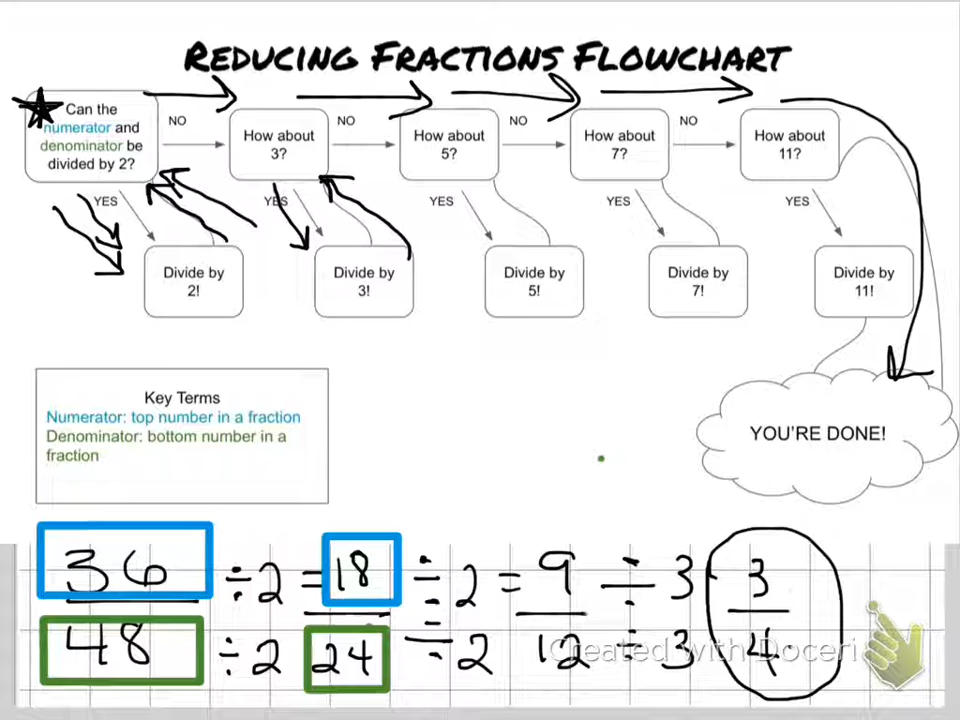 REDUCING FRACTIONS FLOWCHART
Can the
numerator and
denominator be
divided by 2?
NO
How about
3?
NO
How about
5?
NO
How about
7?
NO
How about
11?
YES
YES
YES
YES
YES
Divide by
2!
Divide by
3!
Divide by
5!
Divide by
7!
Divide by
11!
Key Terms
Numerator: top number in a fraction
Denominator: bottom number in a
fraction
YOU'RE DONE!
36 ÷2 = 18 ÷2 = 9 ÷ 3 3
48 ÷2 24 ÷2 12 ÷ 3 4
Created with Doceri